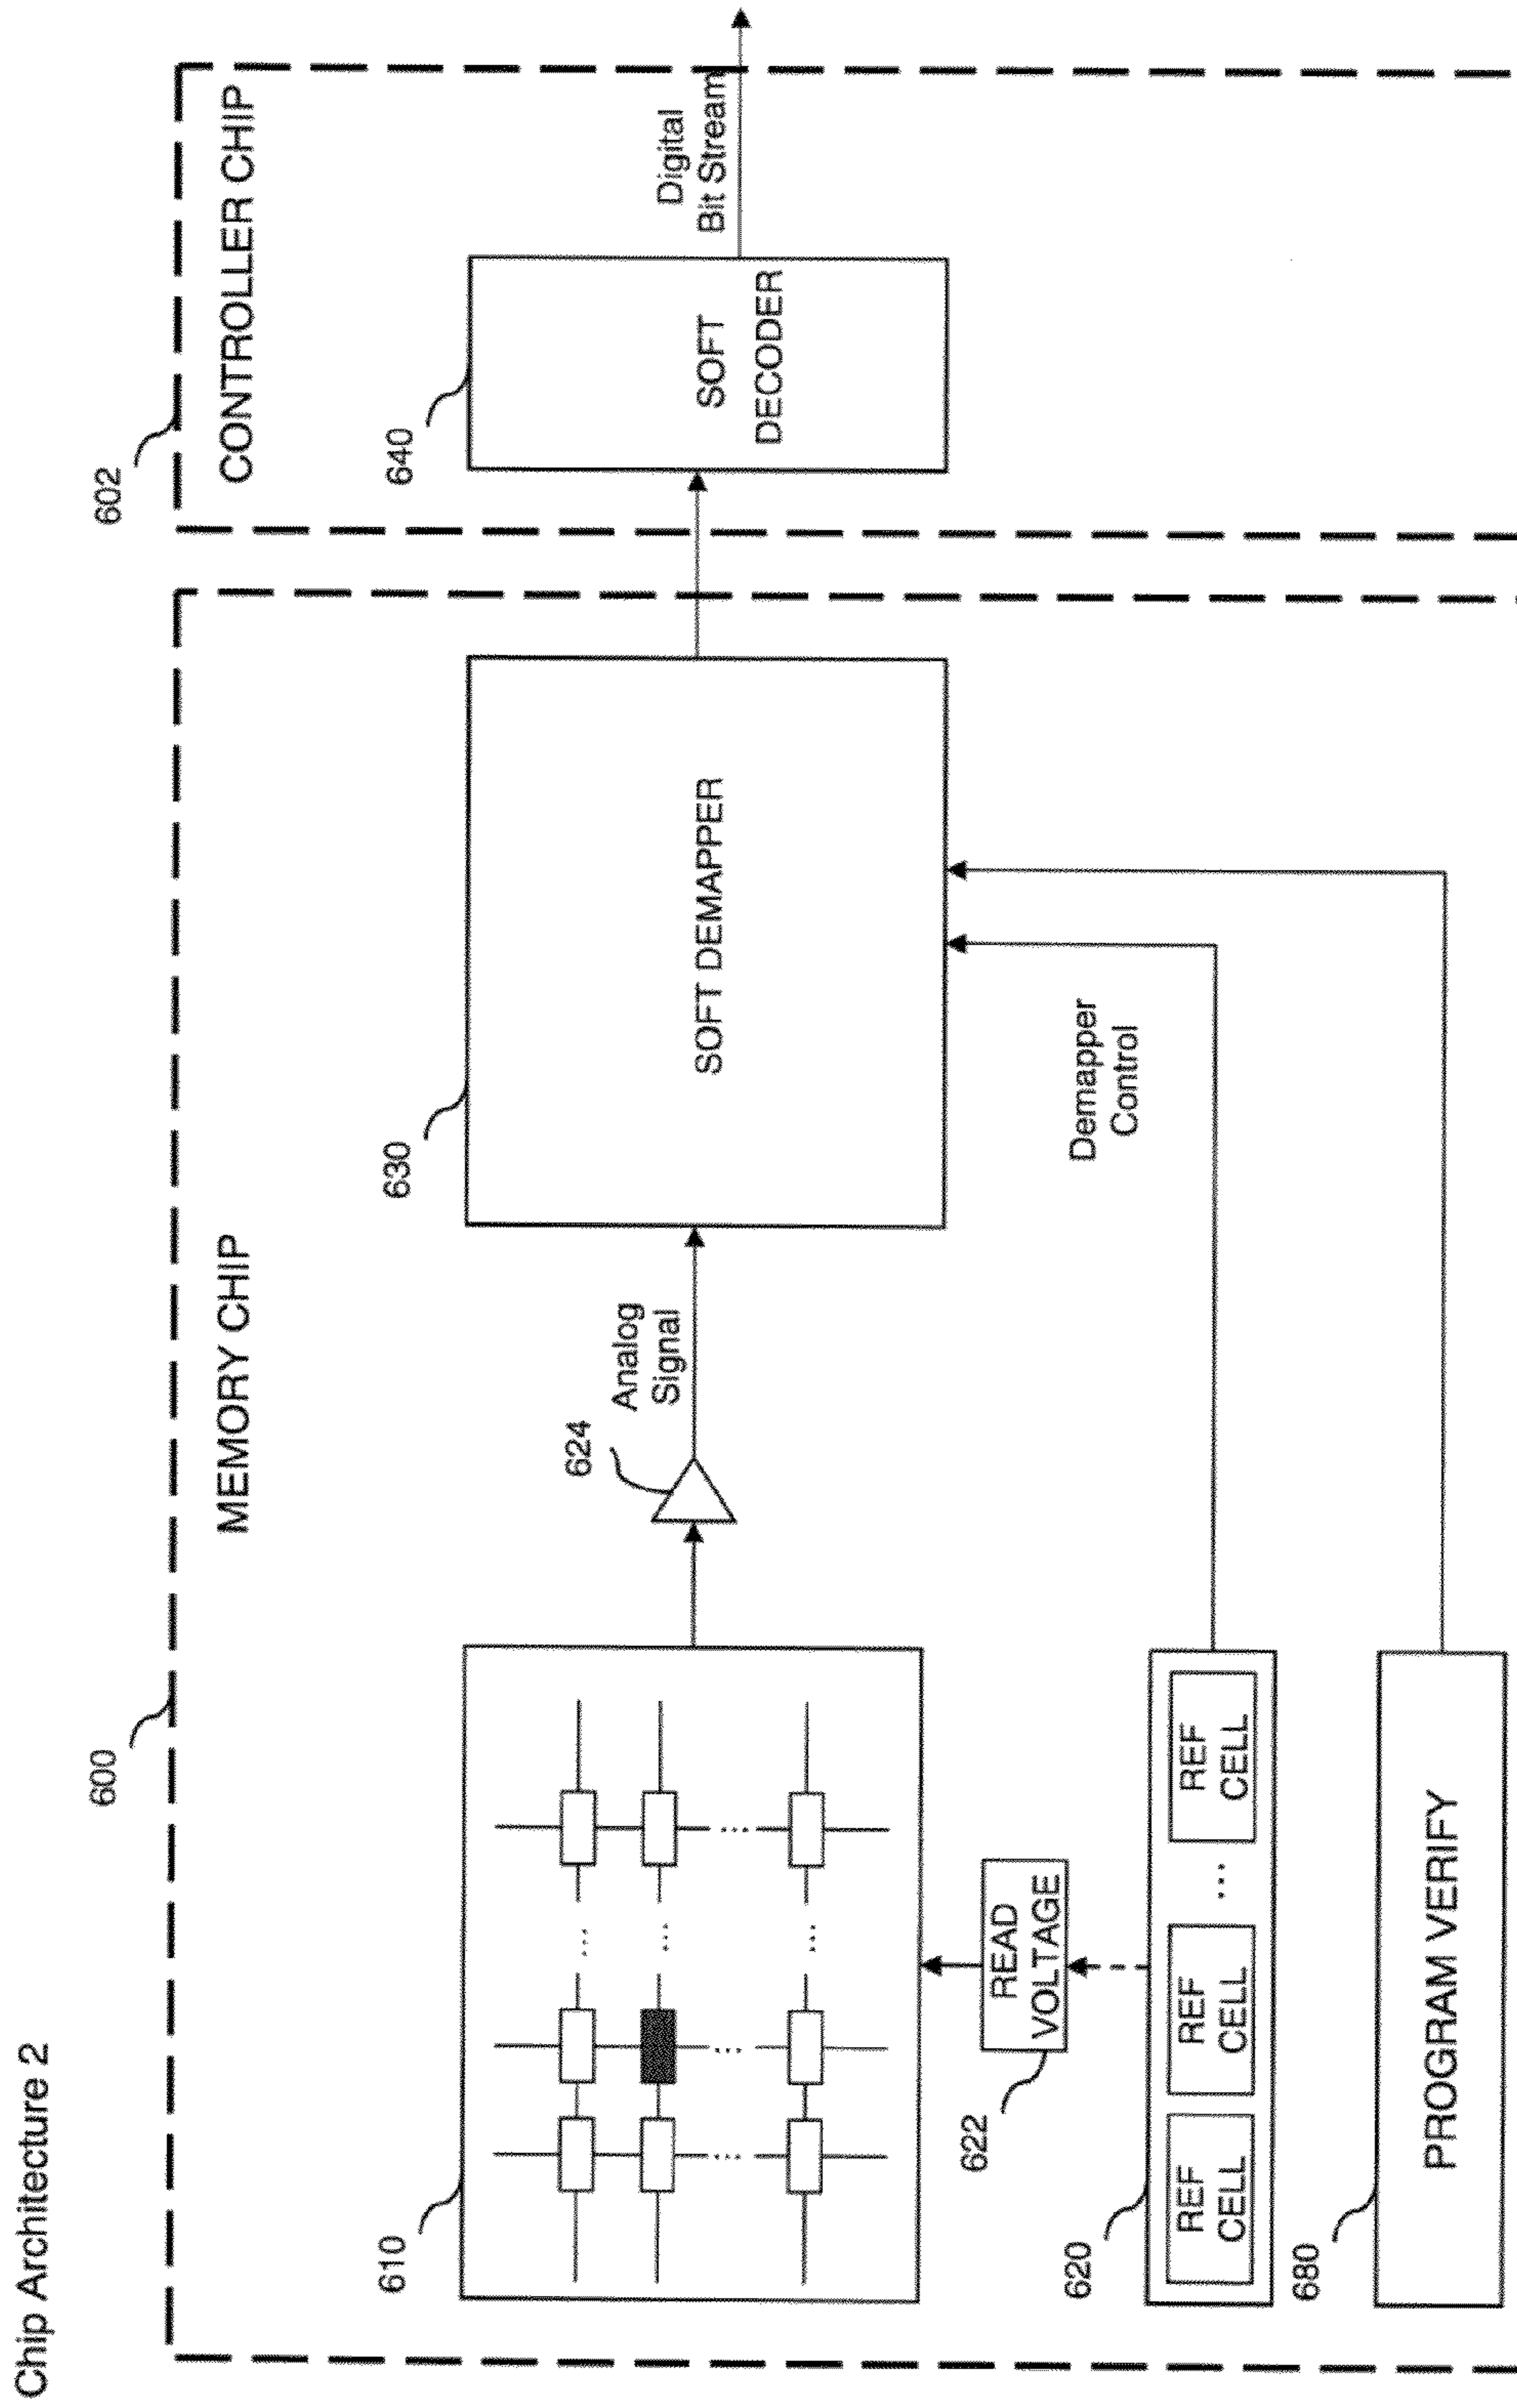 Chip Architecture 2
600
602
MEMORY CHIP
CONTROLLER CHIP
610
624
Analog
Signal
630
SOFT DEMAPPER
640
SOFT
DECODER
Digital
Bit Stream
622
READ
VOLTAGE
Demapper
Control
620
REF
CELL
REF
CELL
...
REF
CELL
680
PROGRAM VERIFY